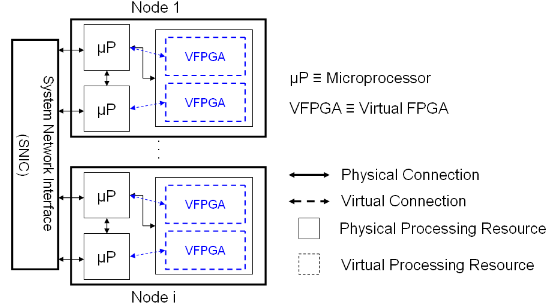 Node 1
μP
VFPGA
μP
VFPGA
System Network Interface
(SNIC)
μP ≡ Microprocessor
VFPGA ≡ Virtual FPGA
μP
VFPGA
μP
VFPGA
Node i
Physical Connection
Virtual Connection
Physical Processing Resource
Virtual Processing Resource